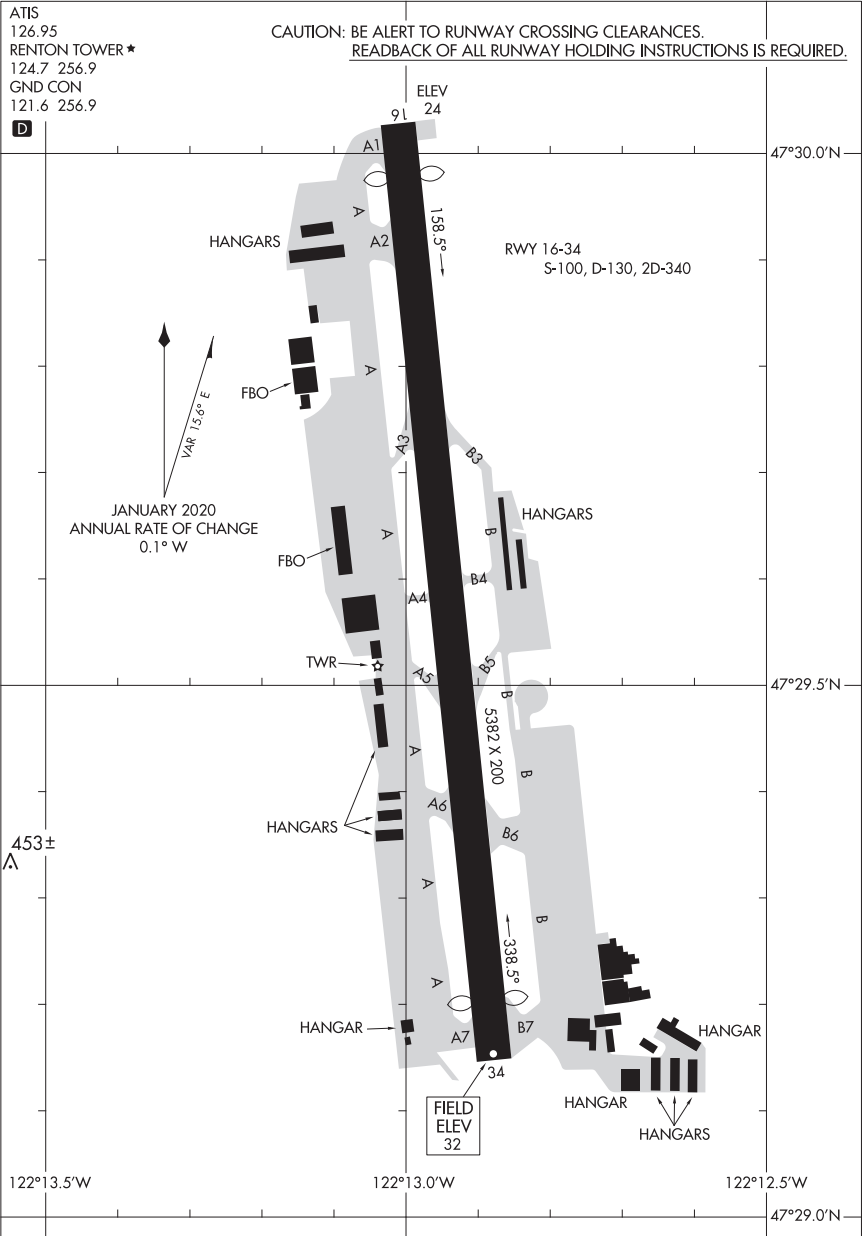 ATIS
126.95
RENTON TOWER★
124.7 256.9
GND CON
121.6 256.9
D
CAUTION: BE ALERT TO RUNWAY CROSSING CLEARANCES.
READBACK OF ALL RUNWAY HOLDING INSTRUCTIONS IS REQUIRED.
ELEV
24
16
A1
47°30.0'N
A
A2
158.5°
HANGARS
RWY 16-34
S-100, D-130, 2D-340
A
FBO
VAR 15.6° E
A3
B3
JANUARY 2020
ANNUAL RATE OF CHANGE
0.1° W
HANGARS
A
B
FBO
B4
A4
TWR
A5
B5
47°29.5'N
B
5382 X 200
A
B
A6
HANGARS
B6
453±
A
B
338.5°
A
HANGAR
A7
B7
HANGAR
34
HANGAR
FIELD
ELEV
32
HANGARS
122°13.5'W
122°13.0'W
122°12.5'W
47°29.0'N